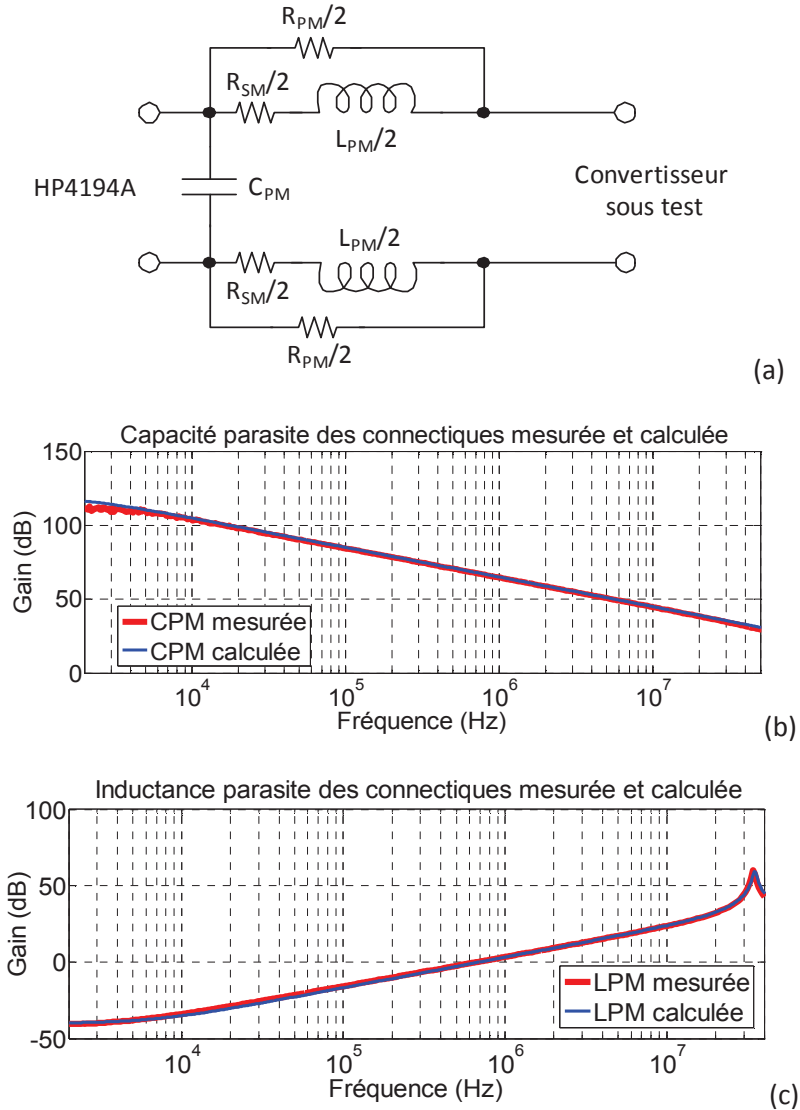 R_PM/2
R_SM/2
L_PM/2
HP4194A
C_PM
Convertisseur
sous test
L_PM/2
R_SM/2
R_PM/2
(a)
Capacité parasite des connectiques mesurée et calculée
150
100
50
0
Gain (dB)
CPM mesurée
CPM calculée
10^4
10^5
10^6
10^7
Fréquence (Hz)
(b)
Inductance parasite des connectiques mesurée et calculée
100
50
0
-50
Gain (dB)
LPM mesurée
LPM calculée
10^4
10^5
10^6
10^7
Fréquence (Hz)
(c)